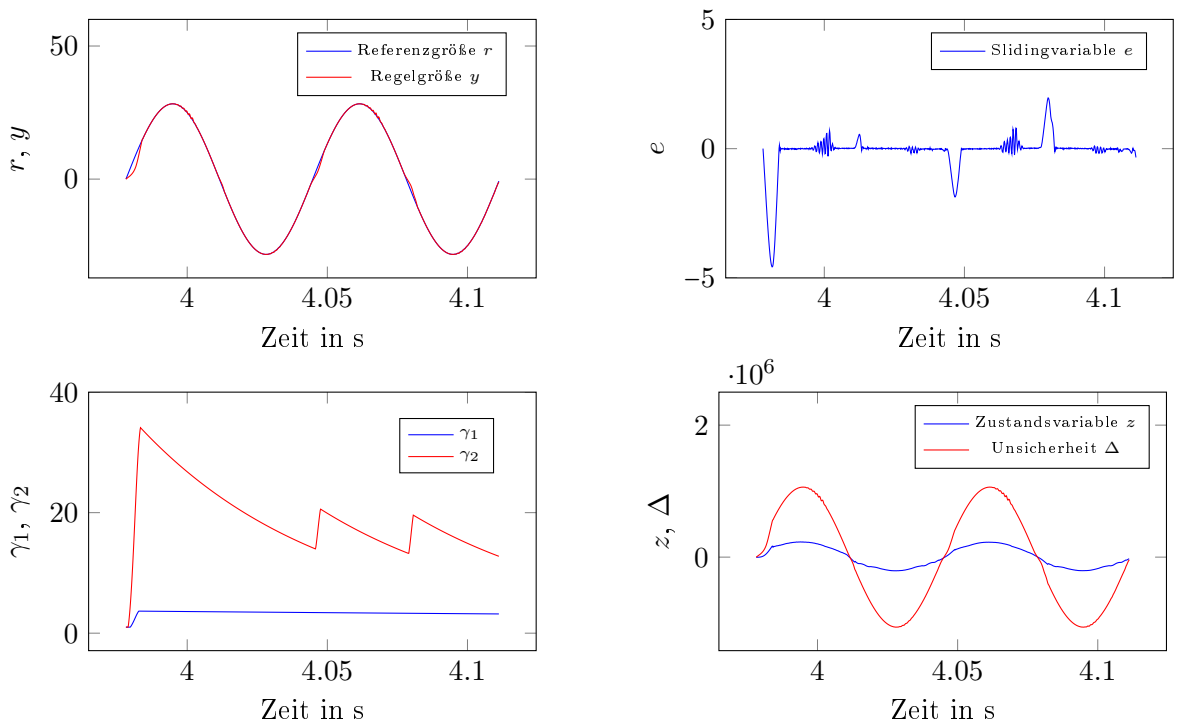 50
0
r, y
Referenzgröße r
Regelgröße y
4
4.05
4.1
Zeit in s
5
0
−5
e
Slidingvariable e
4
4.05
4.1
Zeit in s
40
20
0
γ1, γ2
γ1
γ2
4
4.05
4.1
Zeit in s
·10⁶
2
0
z, Δ
Zustandsvariable z
Unsicherheit Δ
4
4.05
4.1
Zeit in s